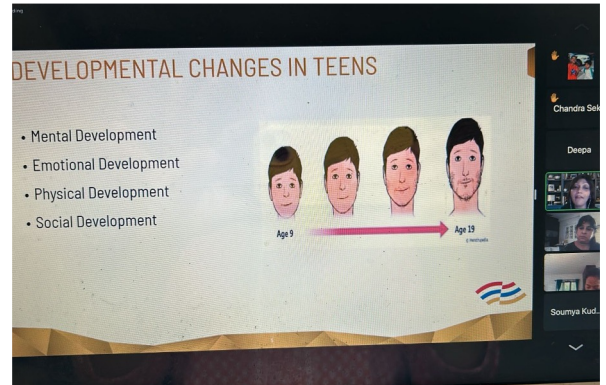 DEVELOPMENTAL CHANGES IN TEENS
• Mental Development
• Emotional Development
• Physical Development
• Social Development
Age 9
Age 19
Chandra Sek
Deepa
Soumya Kud...